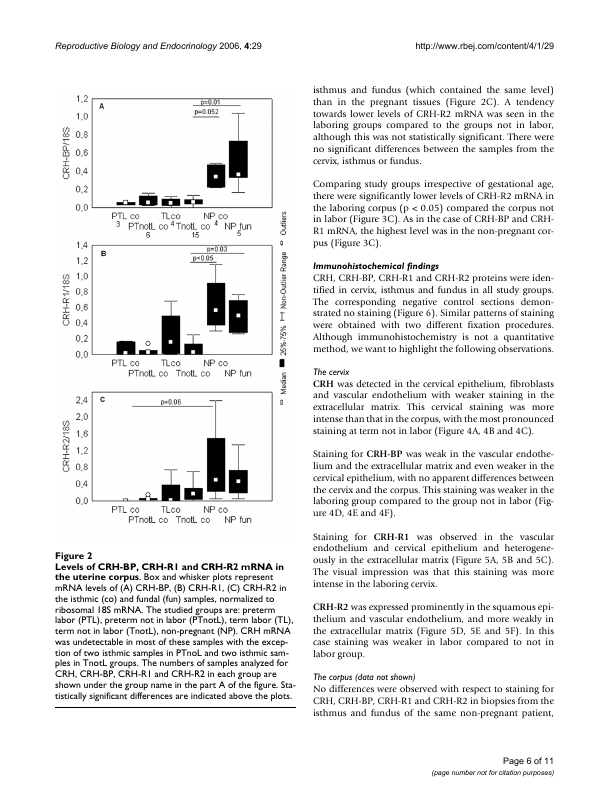 Reproductive Biology and Endocrinology 2006, 4:29
http://www.rbej.com/content/4/1/29
1,2
1,0
0,8
0,6
0,4
0,2
0,0
CRH-BP/18S
A
p=0.01
p=0.052
PTL co
TLco
NP co
3
PTnotL co
4
TnotL co
4
NP fun
6
15
5
1,4
1,2
1,0
0,8
0,6
0,4
0,2
0,0
CRH-R1/18S
B
p=0.03
p<0.05
PTL co
TLco
NP co
PTnotL co
TnotL co
NP fun
2,4
2,0
1,6
1,2
0,8
0,4
0,0
CRH-R2/18S
C
p=0.06
PTL co
TL co
NP co
PTnotL co
TnotL co
NP fun
Median
25%-75%
Non-Outlier Range
Outliers
Figure 2
Levels of CRH-BP, CRH-R1 and CRH-R2 mRNA in
the uterine corpus. Box and whisker plots represent
mRNA levels of (A) CRH-BP, (B) CRH-R1, (C) CRH-R2 in
the isthmic (co) and fundal (fun) samples, normalized to
ribosomal 18S mRNA. The studied groups are: preterm
labor (PTL), preterm not in labor (PTnotL), term labor (TL),
term not in labor (TnotL), non-pregnant (NP). CRH mRNA
was undetectable in most of these samples with the excep-
tion of two isthmic samples in PTnoL and two isthmic sam-
ples in TnotL groups. The numbers of samples analyzed for
CRH, CRH-BP, CRH-R1 and CRH-R2 in each group are
shown under the group name in the part A of the figure. Sta-
tistically significant differences are indicated above the plots.
isthmus and fundus (which contained the same level)
than in the pregnant tissues (Figure 2C). A tendency
towards lower levels of CRH-R2 mRNA was seen in the
laboring groups compared to the groups not in labor,
although this was not statistically significant. There were
no significant differences between the samples from the
cervix, isthmus or fundus.
Comparing study groups irrespective of gestational age,
there were significantly lower levels of CRH-R2 mRNA in
the laboring corpus (p < 0.05) compared the corpus not
in labor (Figure 3C). As in the case of CRH-BP and CRH-
R1 mRNA, the highest level was in the non-pregnant cor-
pus (Figure 3C).
Immunohistochemical findings
CRH, CRH-BP, CRH-R1 and CRH-R2 proteins were iden-
tified in cervix, isthmus and fundus in all study groups.
The corresponding negative control sections demon-
strated no staining (Figure 6). Similar patterns of staining
were obtained with two different fixation procedures.
Although immunohistochemistry is not a quantitative
method, we want to highlight the following observations.
The cervix
CRH was detected in the cervical epithelium, fibroblasts
and vascular endothelium with weaker staining in the
extracellular matrix. This cervical staining was more
intense than that in the corpus, with the most pronounced
staining at term not in labor (Figure 4A, 4B and 4C).
Staining for CRH-BP was weak in the vascular endothe-
lium and the extracellular matrix and even weaker in the
cervical epithelium, with no apparent differences between
the cervix and the corpus. This staining was weaker in the
laboring group compared to the group not in labor (Fig-
ure 4D, 4E and 4F).
Staining for CRH-R1 was observed in the vascular
endothelium and cervical epithelium and heterogene-
ously in the extracellular matrix (Figure 5A, 5B and 5C).
The visual impression was that this staining was more
intense in the laboring cervix.
CRH-R2 was expressed prominently in the squamous epi-
thelium and vascular endothelium, and more weakly in
the extracellular matrix (Figure 5D, 5E and 5F). In this
case staining was weaker in labor compared to not in
labor group.
The corpus (data not shown)
No differences were observed with respect to staining for
CRH, CRH-BP, CRH-R1 and CRH-R2 in biopsies from the
isthmus and fundus of the same non-pregnant patient,
Page 6 of 11
(page number not for citation purposes)